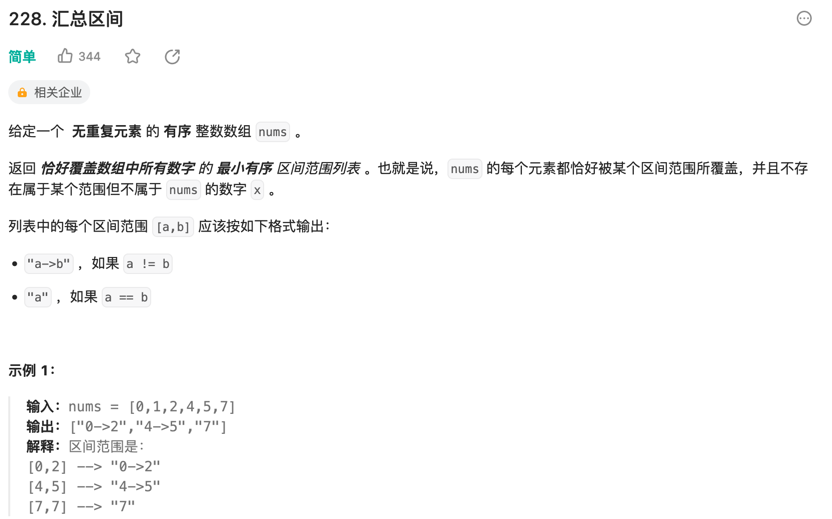 228. 汇总区间
简单 344
相关企业
给定一个 无重复元素 的 有序 整数数组 nums 。
返回 恰好覆盖数组中所有数字 的 最小有序 区间范围列表 。也就是说，nums 的每个元素都恰好被某个区间范围所覆盖，并且不存
在属于某个范围但不属于 nums 的数字 x 。
列表中的每个区间范围 [a,b] 应该按如下格式输出：
• "a->b" ，如果 a != b
• "a" ，如果 a == b
示例 1：
输入：nums = [0,1,2,4,5,7]
输出：["0->2","4->5","7"]
解释：区间范围是：
[0,2] --> "0->2"
[4,5] --> "4->5"
[7,7] --> "7"